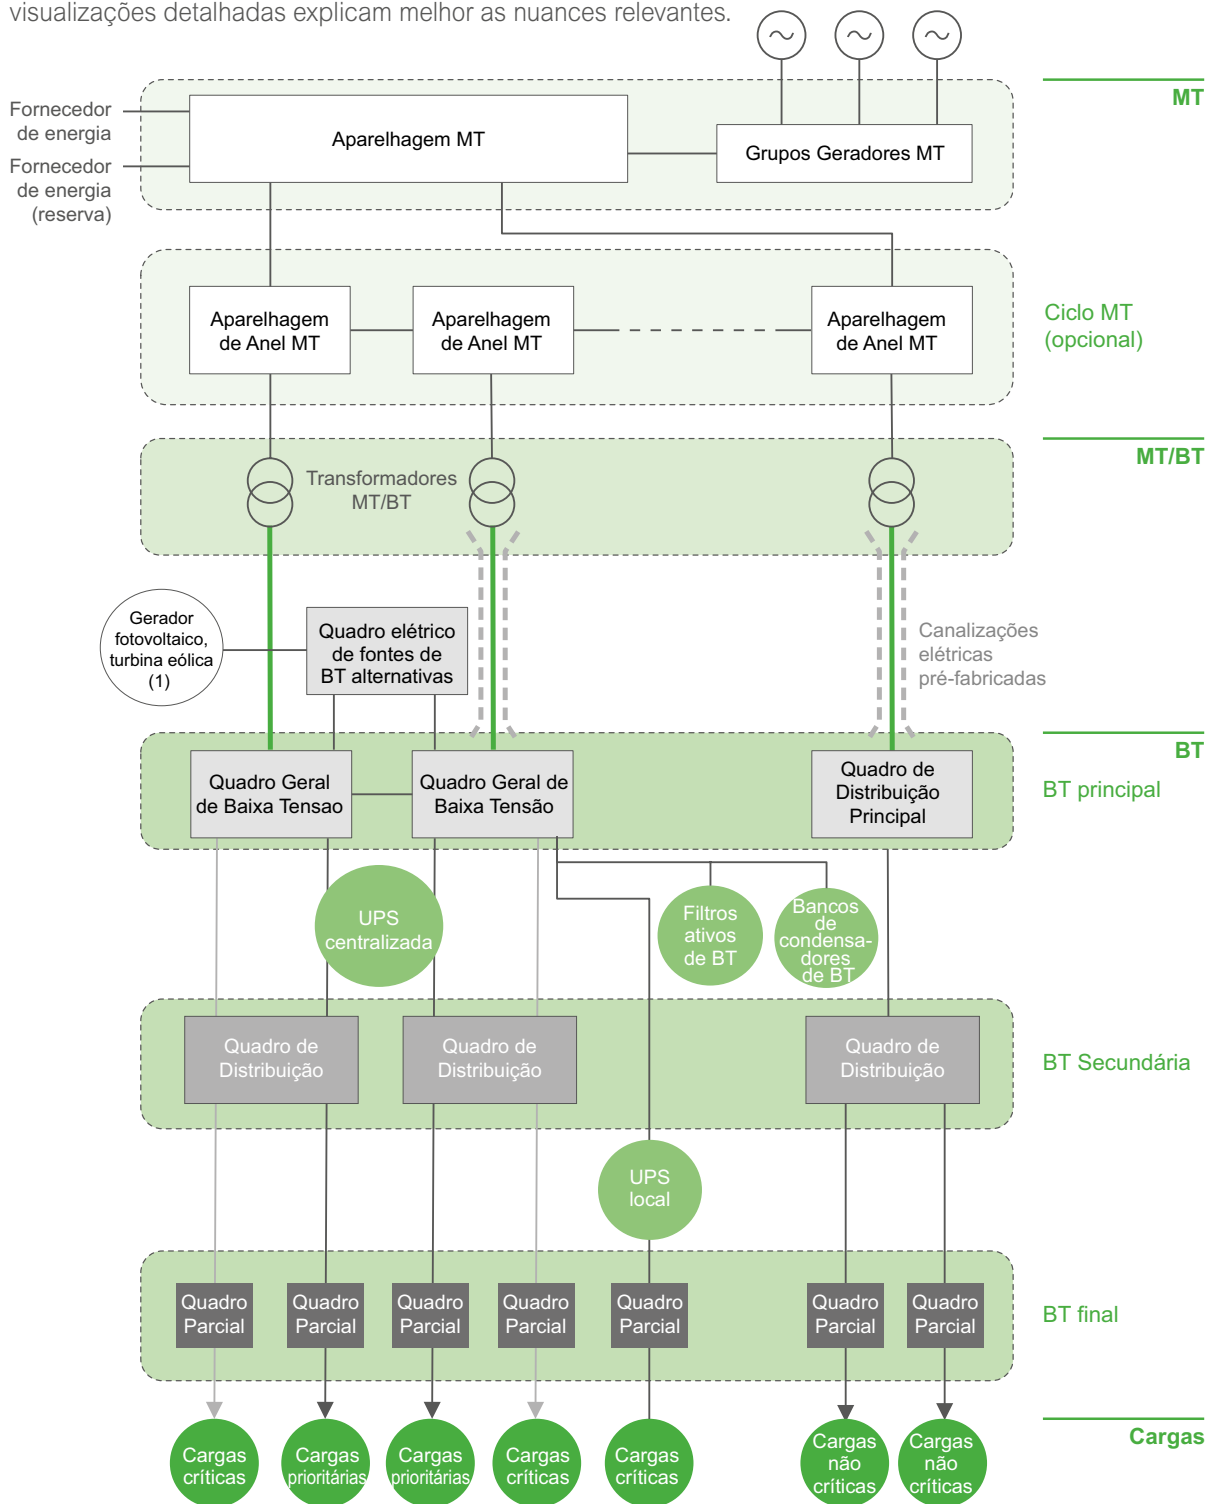 visualizações detalhadas explicam melhor as nuances relevantes.
MT
Fornecedor
de energia
Fornecedor
de energia
(reserva)
Aparelhagem MT
Grupos Geradores MT
Aparelhagem
de Anel MT
Aparelhagem
de Anel MT
Aparelhagem
de Anel MT
Ciclo MT
(opcional)
MT/BT
Transformadores
MT/BT
Gerador
fotovoltaico,
turbina eólica
(1)
Quadro elétrico
de fontes de
BT alternativas
Canalizações
elétricas
pré-fabricadas
BT
Quadro Geral
de Baixa Tensao
Quadro Geral de
Baixa Tensão
Quadro de
Distribuição
Principal
BT principal
UPS
centralizada
Filtros
ativos
de BT
Bancos
de
condensa-
dores
de BT
Quadro de
Distribuição
Quadro de
Distribuição
Quadro de
Distribuição
BT Secundária
UPS
local
Quadro
Parcial
Quadro
Parcial
Quadro
Parcial
Quadro
Parcial
Quadro
Parcial
Quadro
Parcial
Quadro
Parcial
BT final
Cargas
Cargas
críticas
Cargas
prioritárias
Cargas
prioritárias
Cargas
críticas
Cargas
críticas
Cargas
não
críticas
Cargas
não
críticas